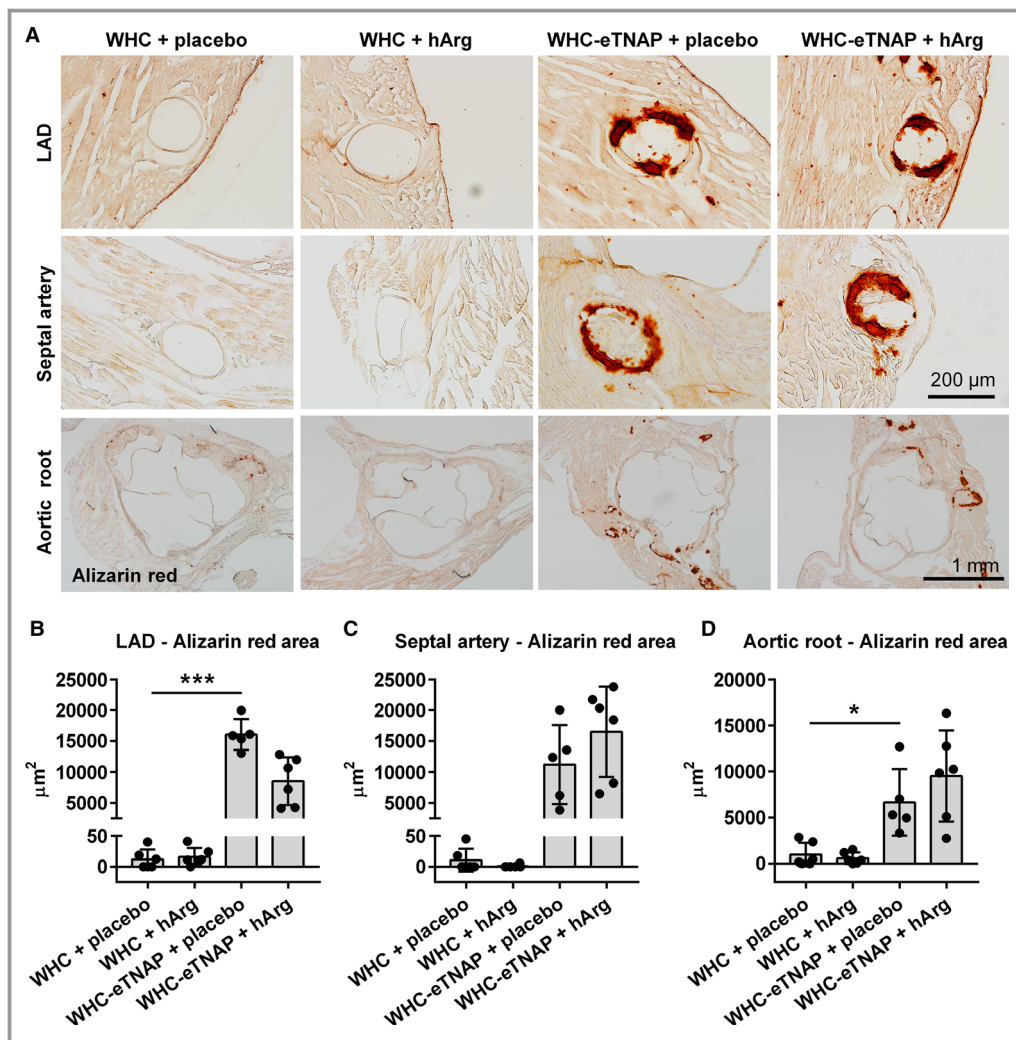 A
WHC + placebo
WHC + hArg
WHC-eTNAP + placebo
WHC-eTNAP + hArg
LAD
Septal artery
200 µm
Aortic root
Alizarin red
1 mm
B
LAD - Alizarin red area
***
25000
20000
15000
10000
5000
50
0
µm²
WHC + placebo
WHC + hArg
WHC-eTNAP + placebo
WHC-eTNAP + hArg
C
Septal artery - Alizarin red area
25000
20000
15000
10000
5000
50
0
µm²
WHC + placebo
WHC + hArg
WHC-eTNAP + placebo
WHC-eTNAP + hArg
D
Aortic root - Alizarin red area
*
20000
15000
10000
5000
0
µm²
WHC + placebo
WHC + hArg
WHC-eTNAP + placebo
WHC-eTNAP + hArg